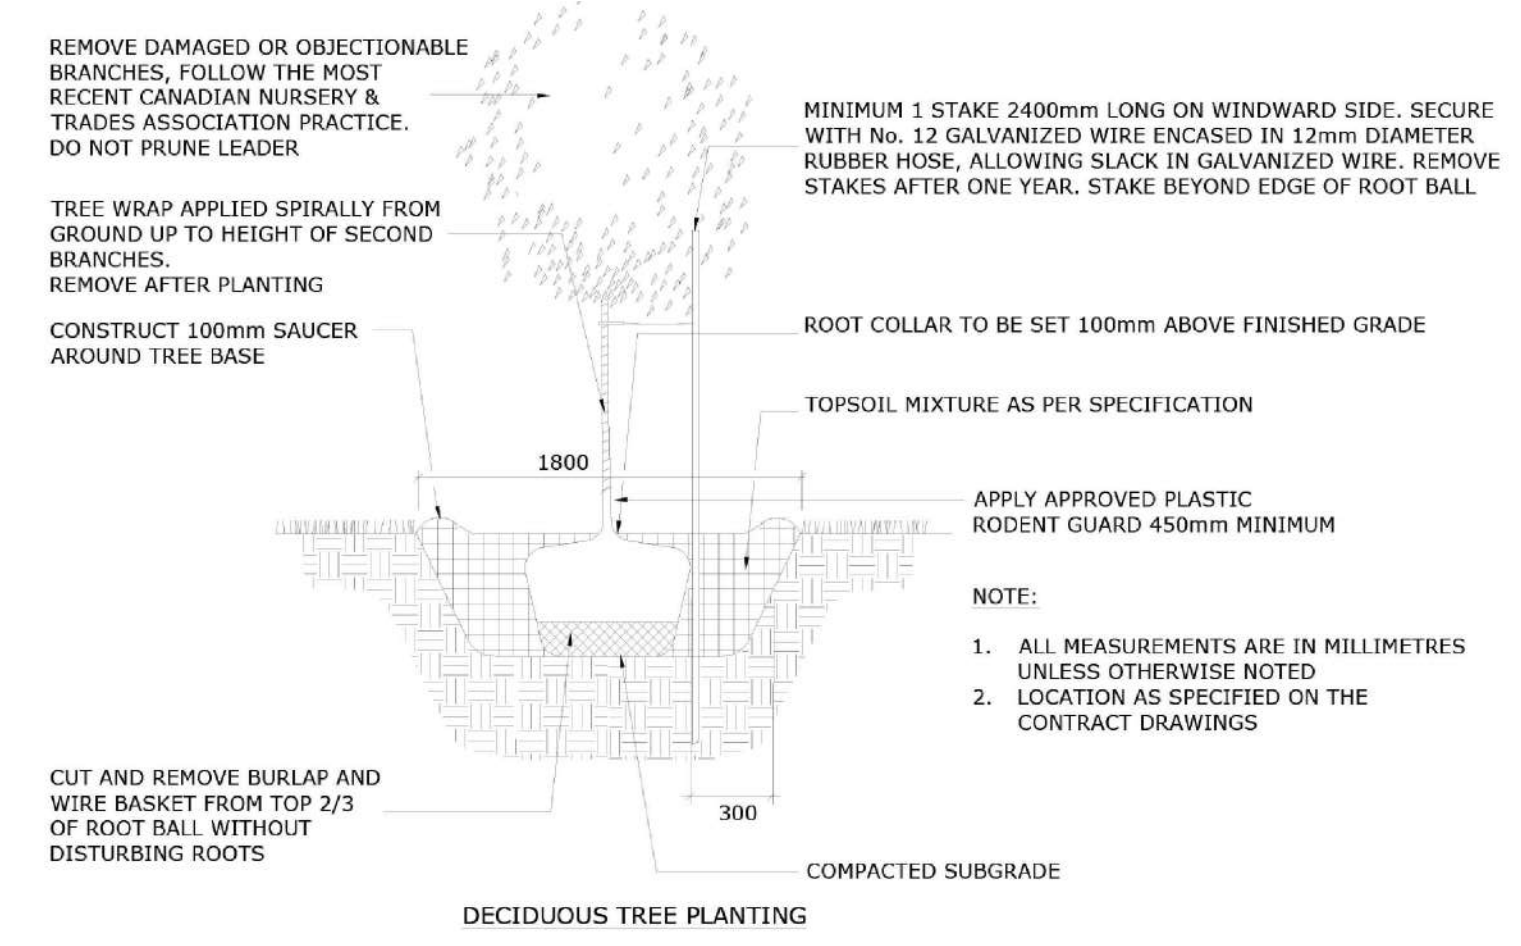 REMOVE DAMAGED OR OBJECTIONABLE
BRANCHES, FOLLOW THE MOST
RECENT CANADIAN NURSERY &
TRADES ASSOCIATION PRACTICE.
DO NOT PRUNE LEADER
TREE WRAP APPLIED SPIRALLY FROM
GROUND UP TO HEIGHT OF SECOND
BRANCHES.
REMOVE AFTER PLANTING
CONSTRUCT 100mm SAUCER
AROUND TREE BASE
MINIMUM 1 STAKE 2400mm LONG ON WINDWARD SIDE. SECURE
WITH No. 12 GALVANIZED WIRE ENCASED IN 12mm DIAMETER
RUBBER HOSE, ALLOWING SLACK IN GALVANIZED WIRE. REMOVE
STAKES AFTER ONE YEAR. STAKE BEYOND EDGE OF ROOT BALL
ROOT COLLAR TO BE SET 100mm ABOVE FINISHED GRADE
TOPSOIL MIXTURE AS PER SPECIFICATION
1800
APPLY APPROVED PLASTIC
RODENT GUARD 450mm MINIMUM
NOTE:
1. ALL MEASUREMENTS ARE IN MILLIMETRES
UNLESS OTHERWISE NOTED
2. LOCATION AS SPECIFIED ON THE
CONTRACT DRAWINGS
CUT AND REMOVE BURLAP AND
WIRE BASKET FROM TOP 2/3
OF ROOT BALL WITHOUT
DISTURBING ROOTS
300
COMPACTED SUBGRADE
DECIDUOUS TREE PLANTING